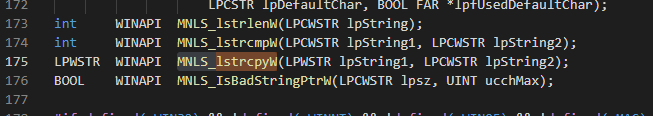 172 LPCSTR lpDefaultChar, BOOL FAR *lpfUsedDefaultChar);
173 int WINAPI MNLS_lstrlenW(LPCWSTR lpString);
174 int WINAPI MNLS_lstrcmpW(LPCWSTR lpString1, LPCWSTR lpString2);
175 LPWSTR WINAPI MNLS_lstrcpyW(LPWSTR lpString1, LPCWSTR lpString2);
176 BOOL WINAPI MNLS_IsBadStringPtrW(LPCWSTR lpsz, UINT ucchMax);
177